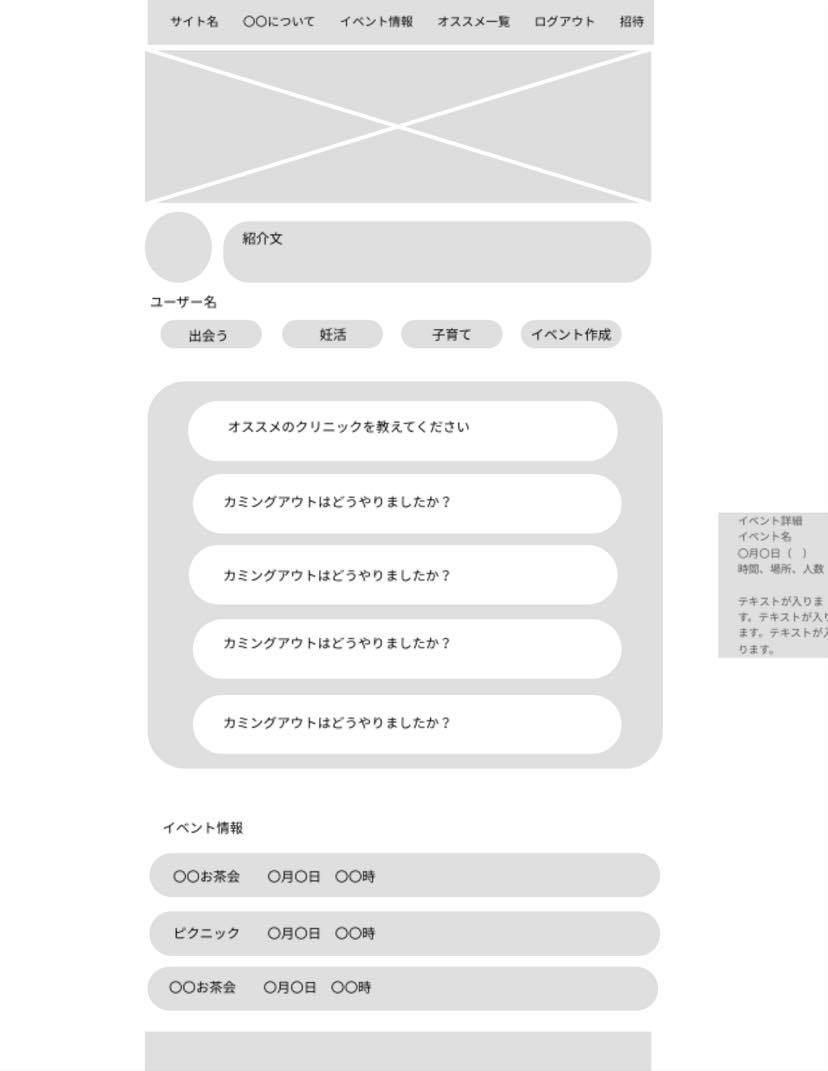 サイト名 〇〇について イベント情報 オススメ一覧 ログアウト 招待
紹介文
ユーザー名
出会う 妊活 子育て イベント作成
オススメのクリニックを教えてください
カミングアウトはどうやりましたか？
カミングアウトはどうやりましたか？
カミングアウトはどうやりましたか？
カミングアウトはどうやりましたか？
イベント詳細
イベント名
〇月〇日（　）
時間、場所、人数
テキストが入りま
す。テキストが入り
ます。テキストが入
ります。
イベント情報
〇〇お茶会　　〇月〇日　〇〇時
ピクニック　　〇月〇日　〇〇時
〇〇お茶会　　〇月〇日　〇〇時